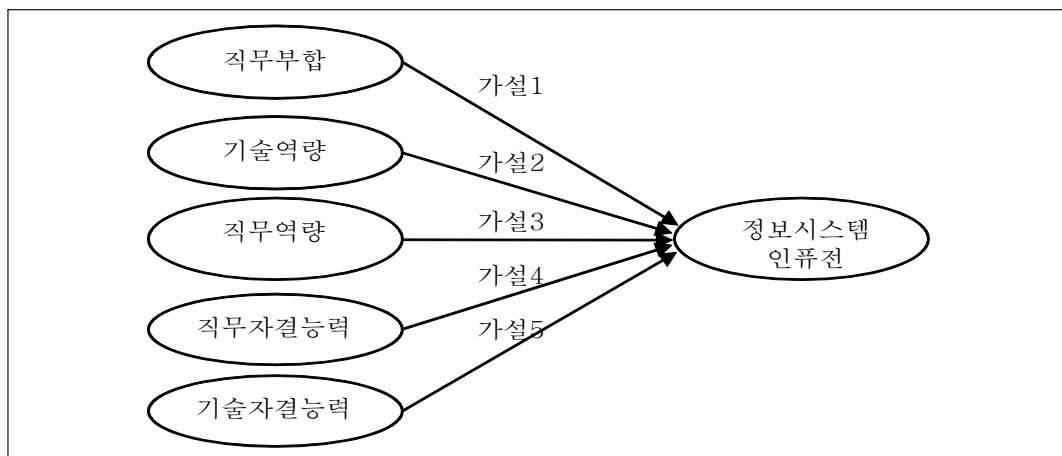 직무부합
가설1
기술역량
가설2
직무역량
가설3
정보시스템
인퓨전
가설4
직무자결능력
가설5
기술자결능력